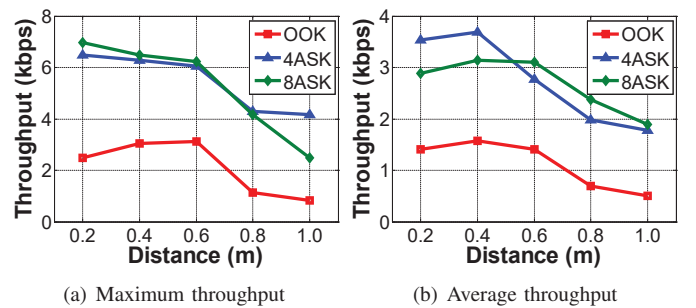 8
6
4
2
0
Throughput (kbps)
OOK
4ASK
8ASK
0.2 0.4 0.6 0.8 1.0
Distance (m)
(a) Maximum throughput
4
3
2
1
0
Throughput (kbps)
OOK
4ASK
8ASK
0.2 0.4 0.6 0.8 1.0
Distance (m)
(b) Average throughput